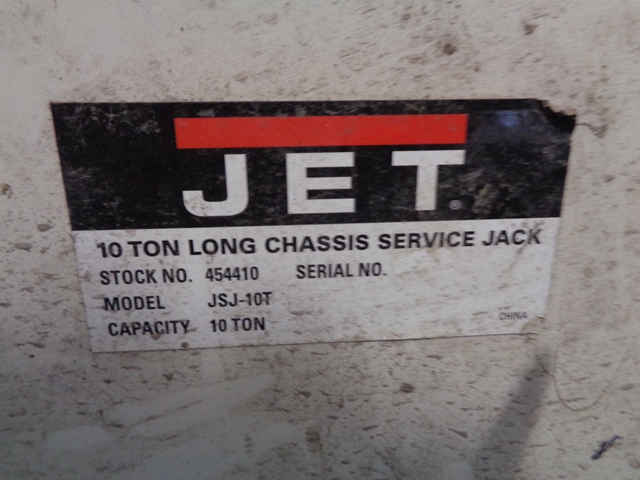 JET®
10 TON LONG CHASSIS SERVICE JACK
STOCK NO. 454410 SERIAL NO.
MODEL JSJ-10T
CAPACITY 10 TON
CHINA